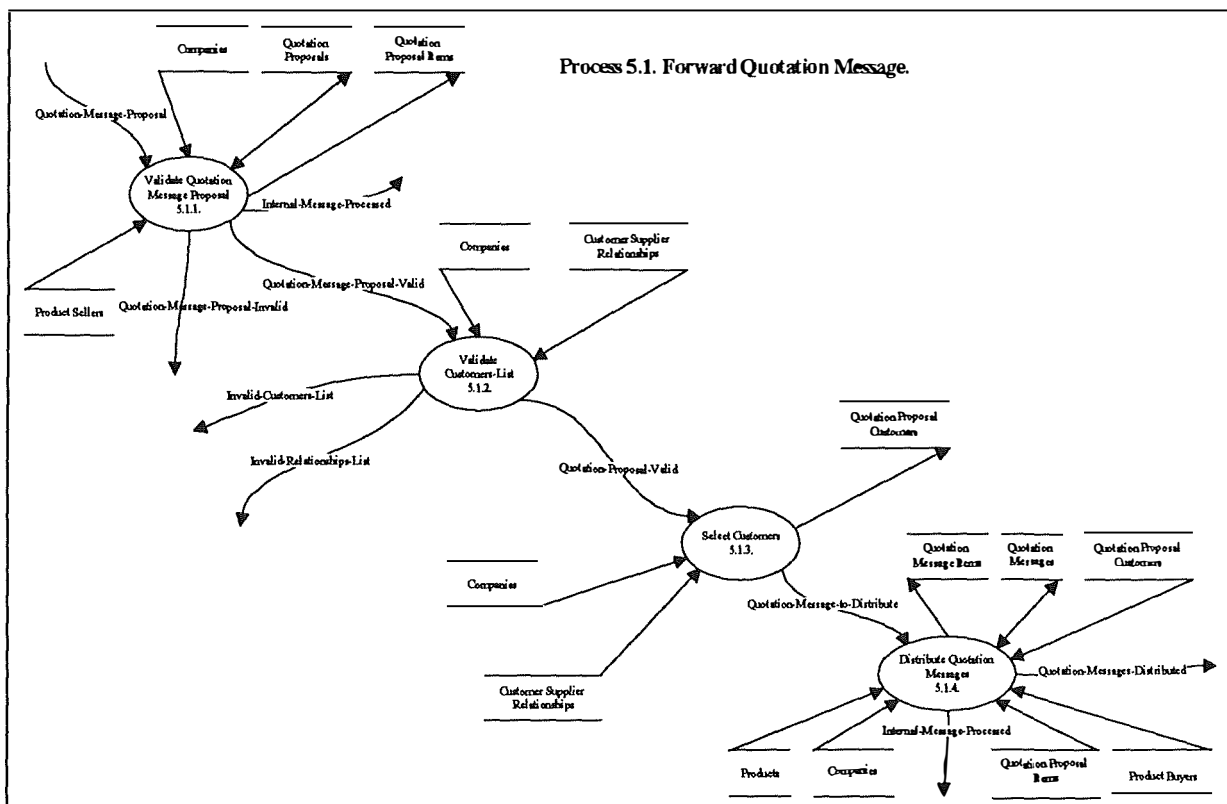 Process 5.1. Forward Quotation Message.
Companies
Quotation
Proposals
Quotation
Proposal Items
Quotation-Message-Proposal
Validate Quotation
Message Proposal
5.1.1.
Internal-Message-Processed
Product Sellers
Quotation-Message-Proposal-Invalid
Quotation-Message-Proposal-Valid
Companies
Customer Supplier
Relationships
Validate
Customers-List
5.1.2.
Invalid-Customers-List
Invalid-Relationships-List
Quotation-Proposal-Valid
Quotation Proposal
Customers
Select Customers
5.1.3.
Companies
Customer Supplier
Relationships
Quotation-Message-to-Distribute
Quotation
Message Items
Quotation
Messages
Quotation Proposal
Customers
Distribute Quotation
Messages
5.1.4.
Quotation-Messages-Distributed
Internal-Message-Processed
Products
Companies
Quotation Proposal
Items
Product Buyers